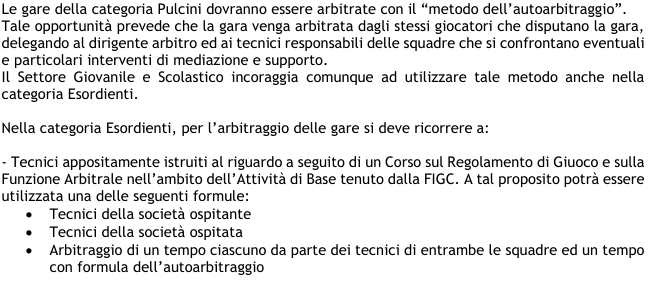 Le gare della categoria Pulcini dovranno essere arbitrate con il “metodo dell’autoarbitraggio”.
Tale opportunità prevede che la gara venga arbitrata dagli stessi giocatori che disputano la gara,
delegando al dirigente arbitro ed ai tecnici responsabili delle squadre che si confrontano eventuali
e particolari interventi di mediazione e supporto.
Il Settore Giovanile e Scolastico incoraggia comunque ad utilizzare tale metodo anche nella
categoria Esordienti.
Nella categoria Esordienti, per l’arbitraggio delle gare si deve ricorrere a:
- Tecnici appositamente istruiti al riguardo a seguito di un Corso sul Regolamento di Giuoco e sulla
Funzione Arbitrale nell’ambito dell’Attività di Base tenuto dalla FIGC. A tal proposito potrà essere
utilizzata una delle seguenti formule:
• Tecnici della società ospitante
• Tecnici della società ospitata
• Arbitraggio di un tempo ciascuno da parte dei tecnici di entrambe le squadre ed un tempo
con formula dell’autoarbitraggio